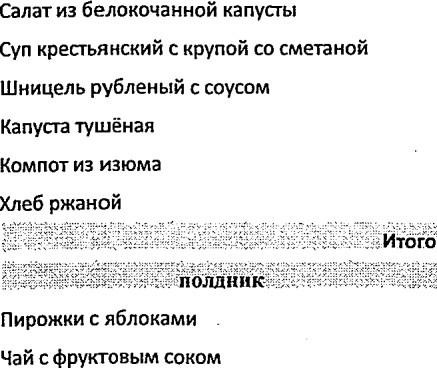 Салат из белокочанной капусты
Суп крестьянский с крупой со сметаной
Шницель рубленый с соусом
Капуста тушёная
Компот из изюма
Хлеб ржаной
Итого
полдник
Пирожки с яблоками
Чай с фруктовым соком